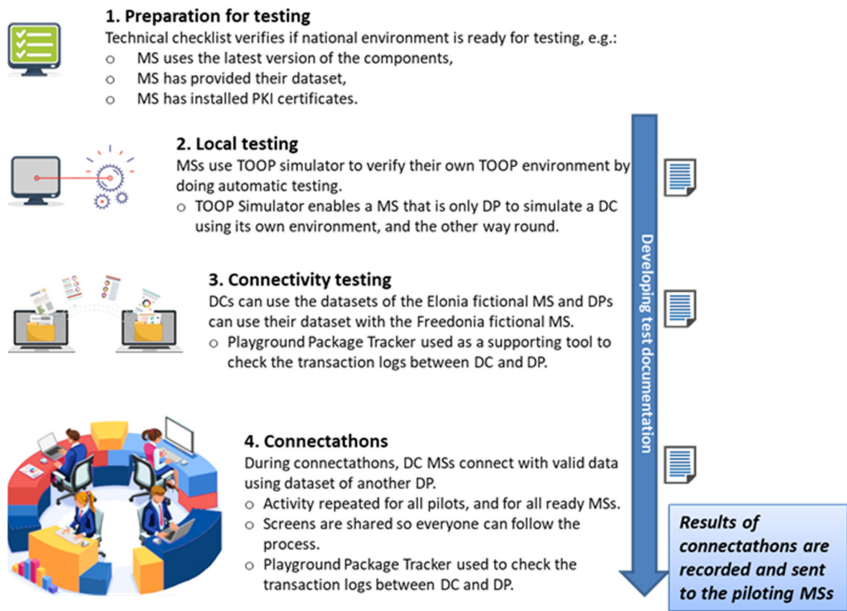 1. Preparation for testing
Technical checklist verifies if national environment is ready for testing, e.g.:
o MS uses the latest version of the components,
o MS has provided their dataset,
o MS has installed PKI certificates.
2. Local testing
MSs use TOOP simulator to verify their own TOOP environment by
doing automatic testing.
o TOOP Simulator enables a MS that is only DP to simulate a DC
using its own environment, and the other way round.
3. Connectivity testing
DCs can use the datasets of the Elonia fictional MS and DPs
can use their dataset with the Freedonia fictional MS.
o Playground Package Tracker used as a supporting tool to
check the transaction logs between DC and DP.
4. Connectathons
During connectathons, DC MSs connect with valid data
using dataset of another DP.
o Activity repeated for all pilots, and for all ready MSs.
o Screens are shared so everyone can follow the
process.
o Playground Package Tracker used to check the
transaction logs between DC and DP.
Developing test documentation
Results of
connectathons are
recorded and sent
to the piloting MSs